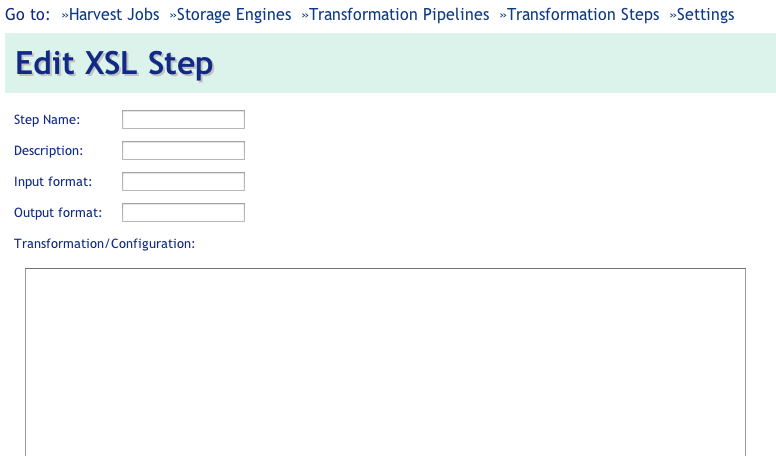 Go to: »Harvest Jobs »Storage Engines »Transformation Pipelines »Transformation Steps »Settings
Edit XSL Step
Step Name:
Description:
Input format:
Output format:
Transformation/Configuration: